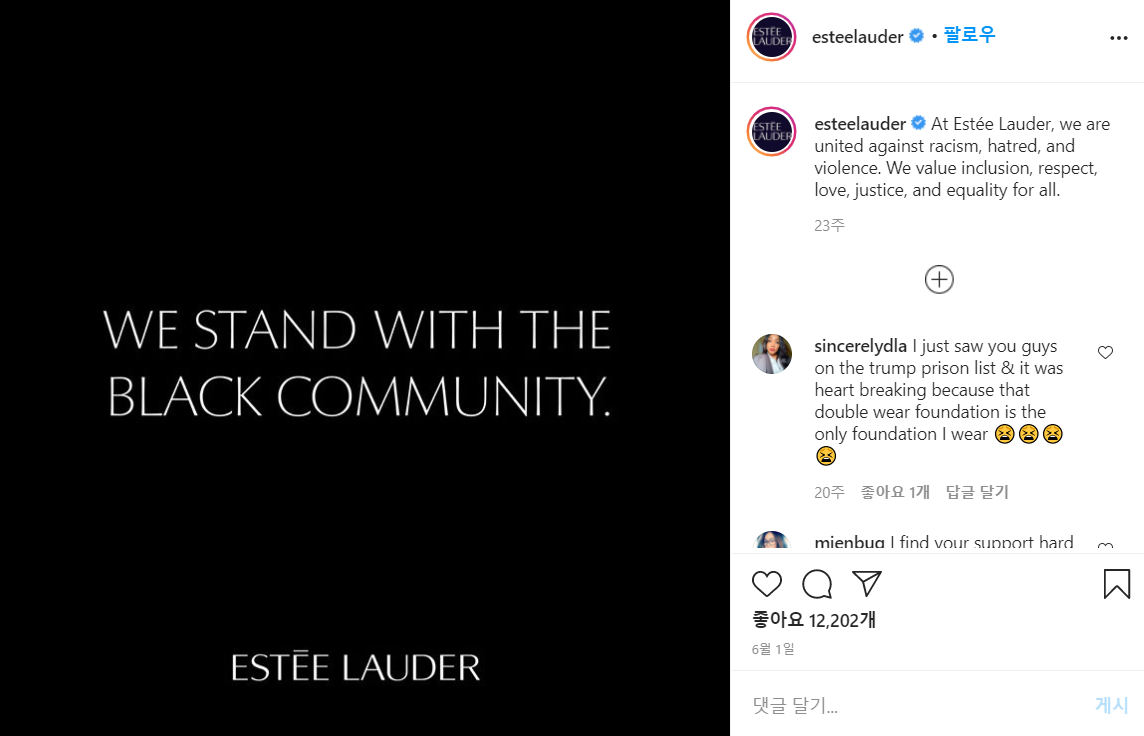 WE STAND WITH THE
BLACK COMMUNITY.
ESTĒE LAUDER
ESTĒE
LAUDER
esteelauder • 팔로우
ESTĒE
LAUDER
esteelauder At Estée Lauder, we are
united against racism, hatred, and
violence. We value inclusion, respect,
love, justice, and equality for all.
23주
sincerelydla I just saw you guys
on the trump prison list & it was
heart breaking because that
double wear foundation is the
only foundation I wear 😫😫😫
😫
20주 좋아요 1개 답글 달기
mienbug I find your support hard
좋아요 12,202개
6월 1일
댓글 달기...
게시